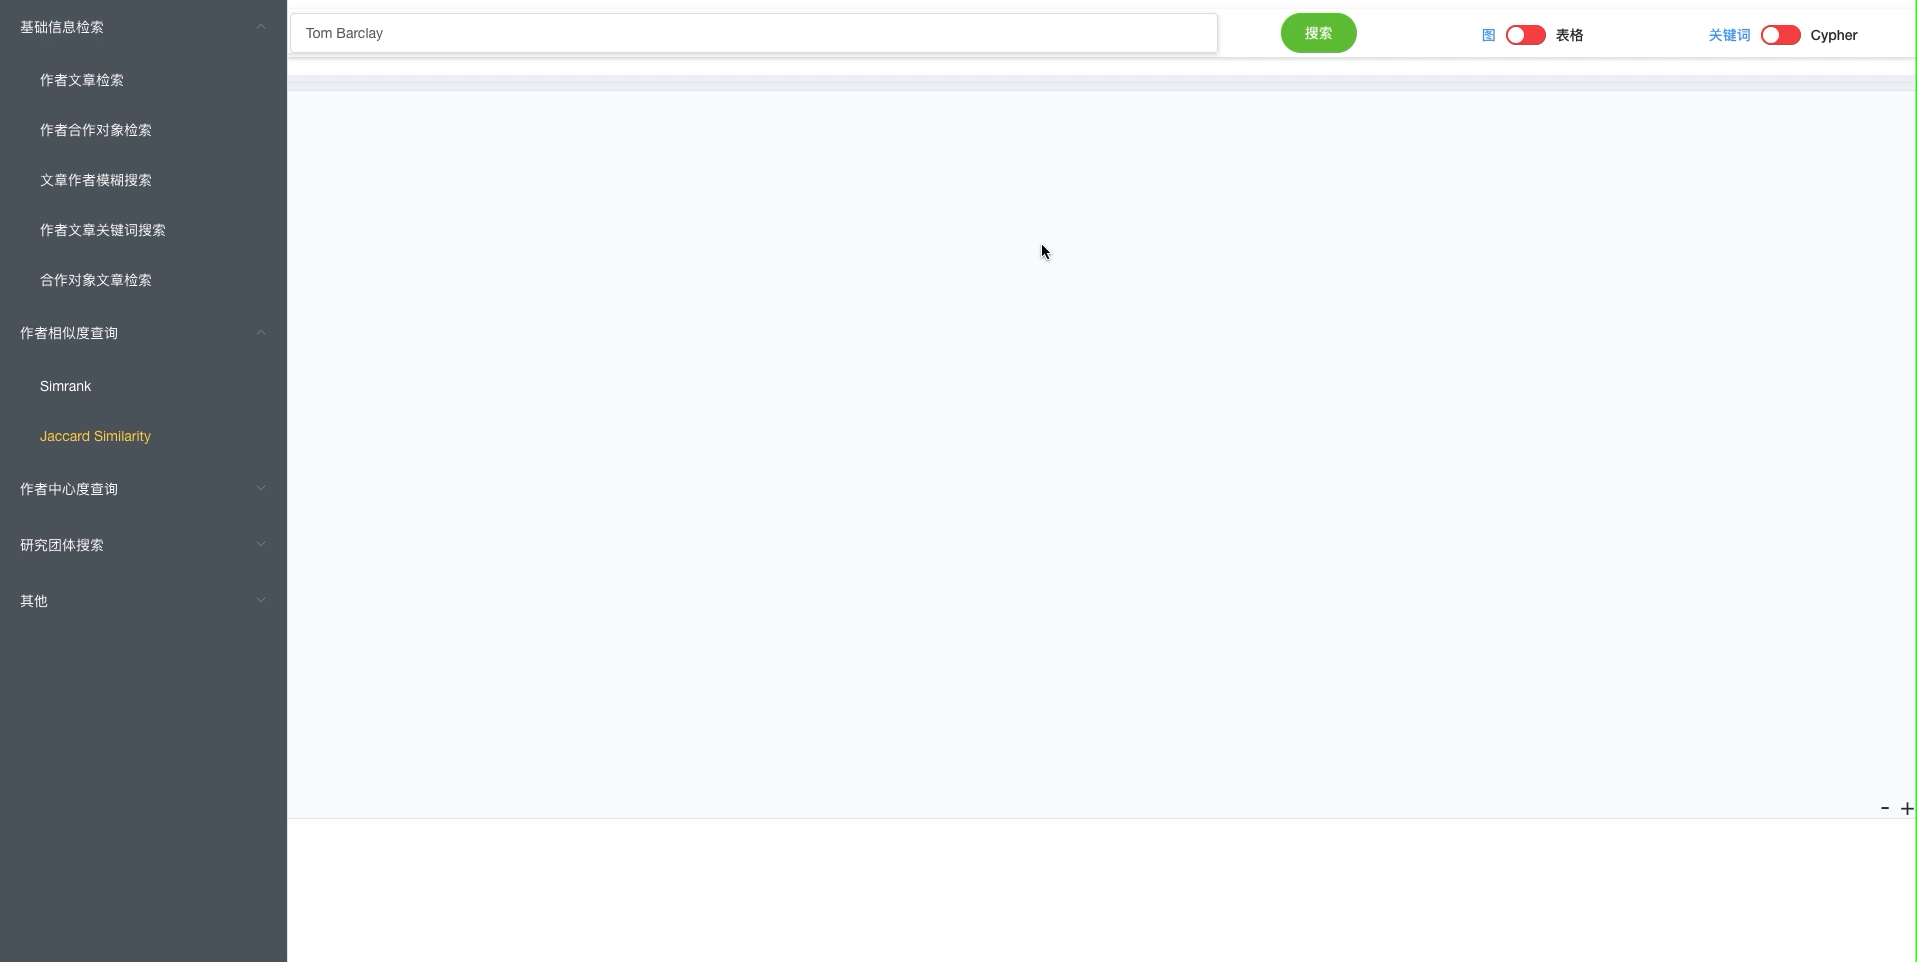 基础信息检索
作者文章检索
作者合作对象检索
文章作者模糊搜索
作者文章关键词搜索
合作对象文章检索
作者相似度查询
Simrank
Jaccard Similarity
作者中心度查询
研究团体搜索
其他
Tom Barclay
搜索
图 表格
关键词 Cypher
- +